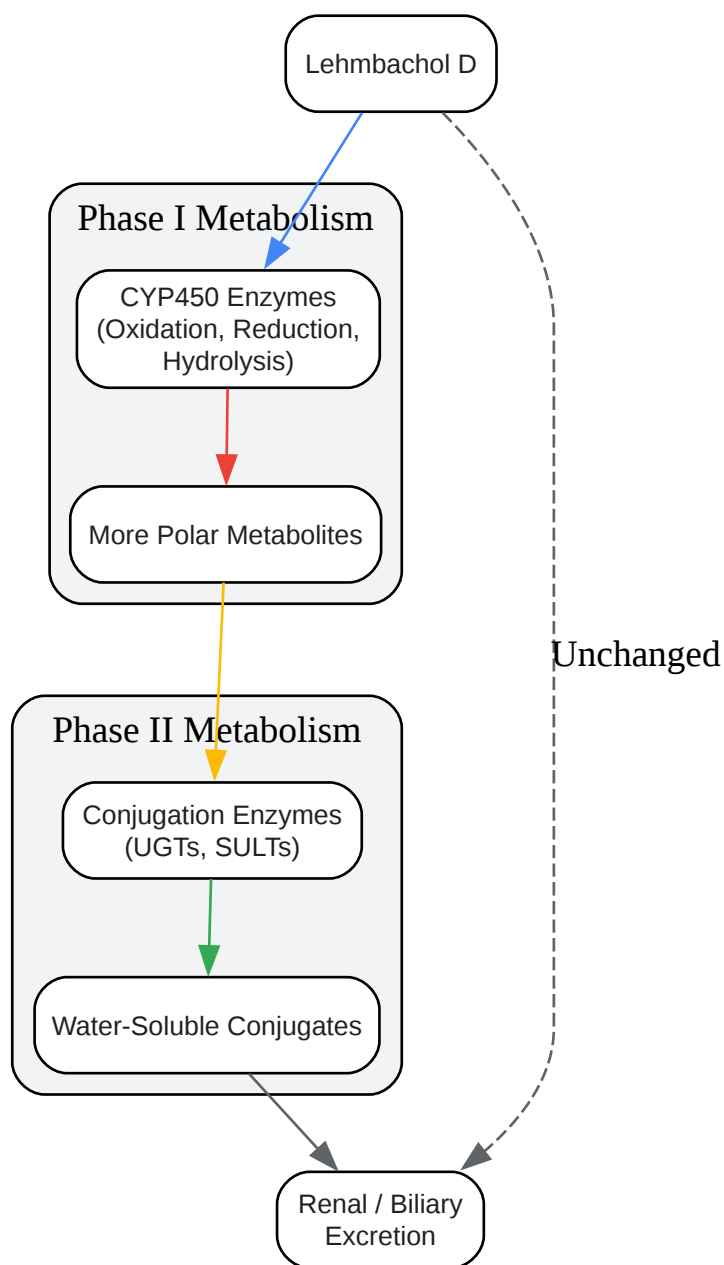 Lehmbachol D
Phase I Metabolism
CYP450 Enzymes
(Oxidation, Reduction,
Hydrolysis)
More Polar Metabolites
Unchanged
Phase II Metabolism
Conjugation Enzymes
(UGTs, SULTs)
Water-Soluble Conjugates
Renal / Biliary
Excretion